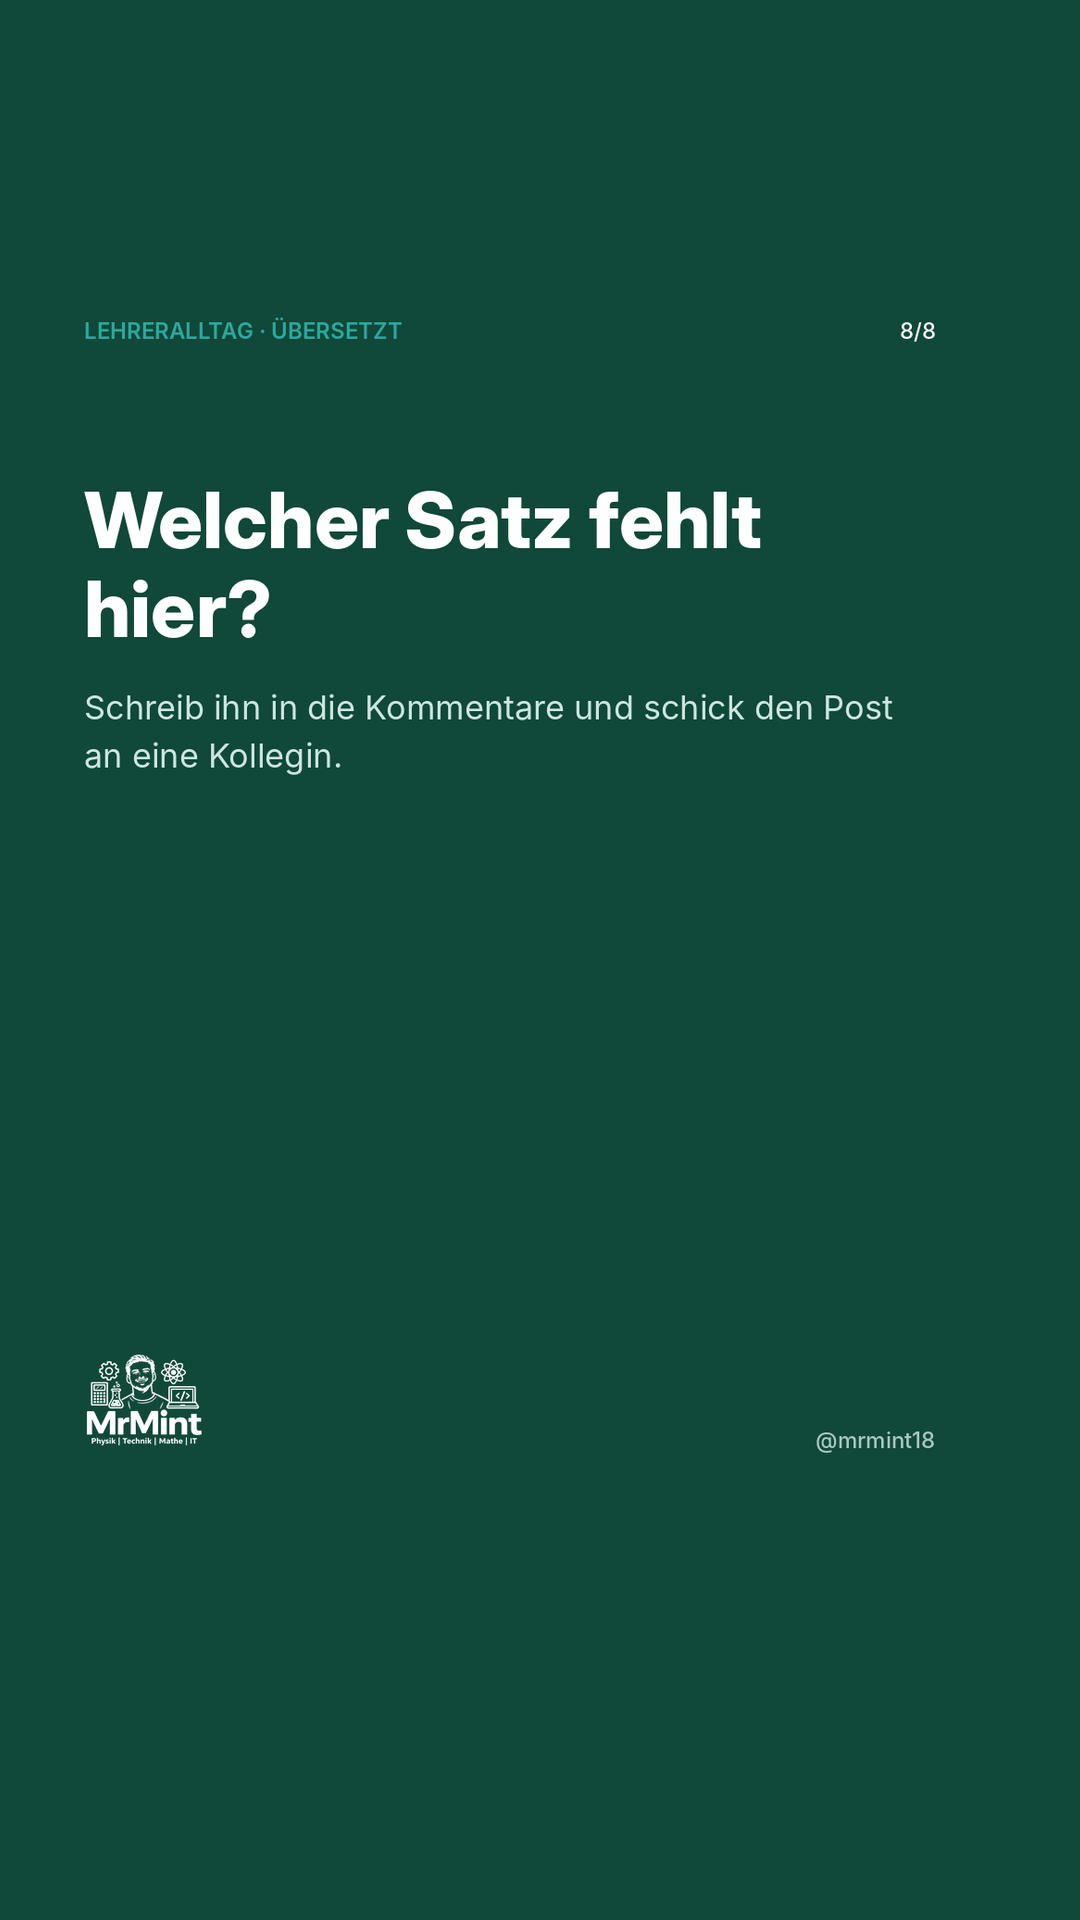 LEHRERALLTAG · ÜBERSETZT
8/8
Welcher Satz fehlt
hier?
Schreib ihn in die Kommentare und schick den Post
an eine Kollegin.
MrMint
Physik | Technik | Mathe | IT
@mrmint18